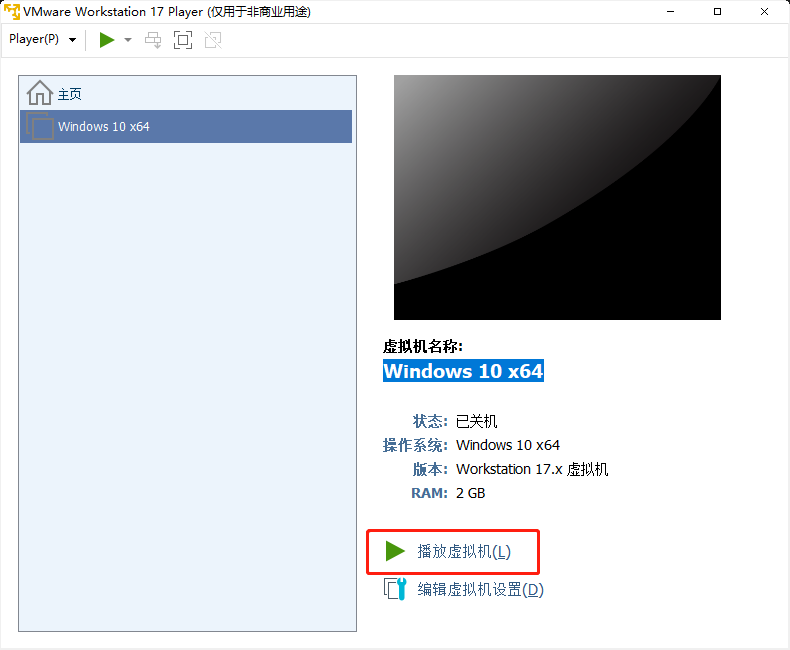 VMware Workstation 17 Player (仅用于非商业用途)
Player(P)
主页
Windows 10 x64
虚拟机名称:
Windows 10 x64
状态: 已关机
操作系统: Windows 10 x64
版本: Workstation 17.x 虚拟机
RAM: 2 GB
播放虚拟机(L)
编辑虚拟机设置(D)